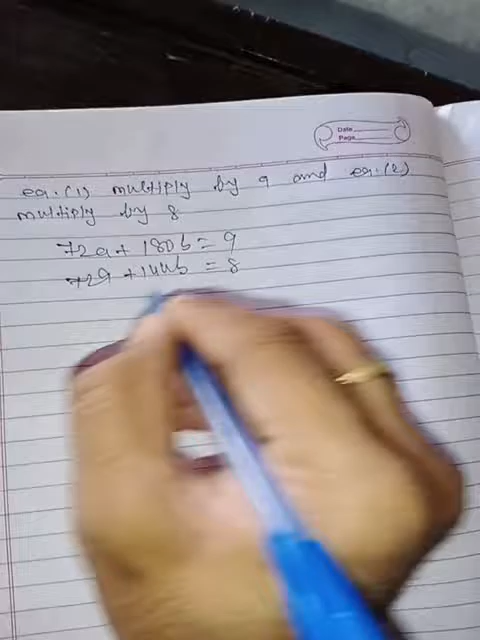 Date
Page
eq.(1) multiply by 9 and eq.(2)
multiply by 8
72a + 180b = 9
72a + 144b = 8